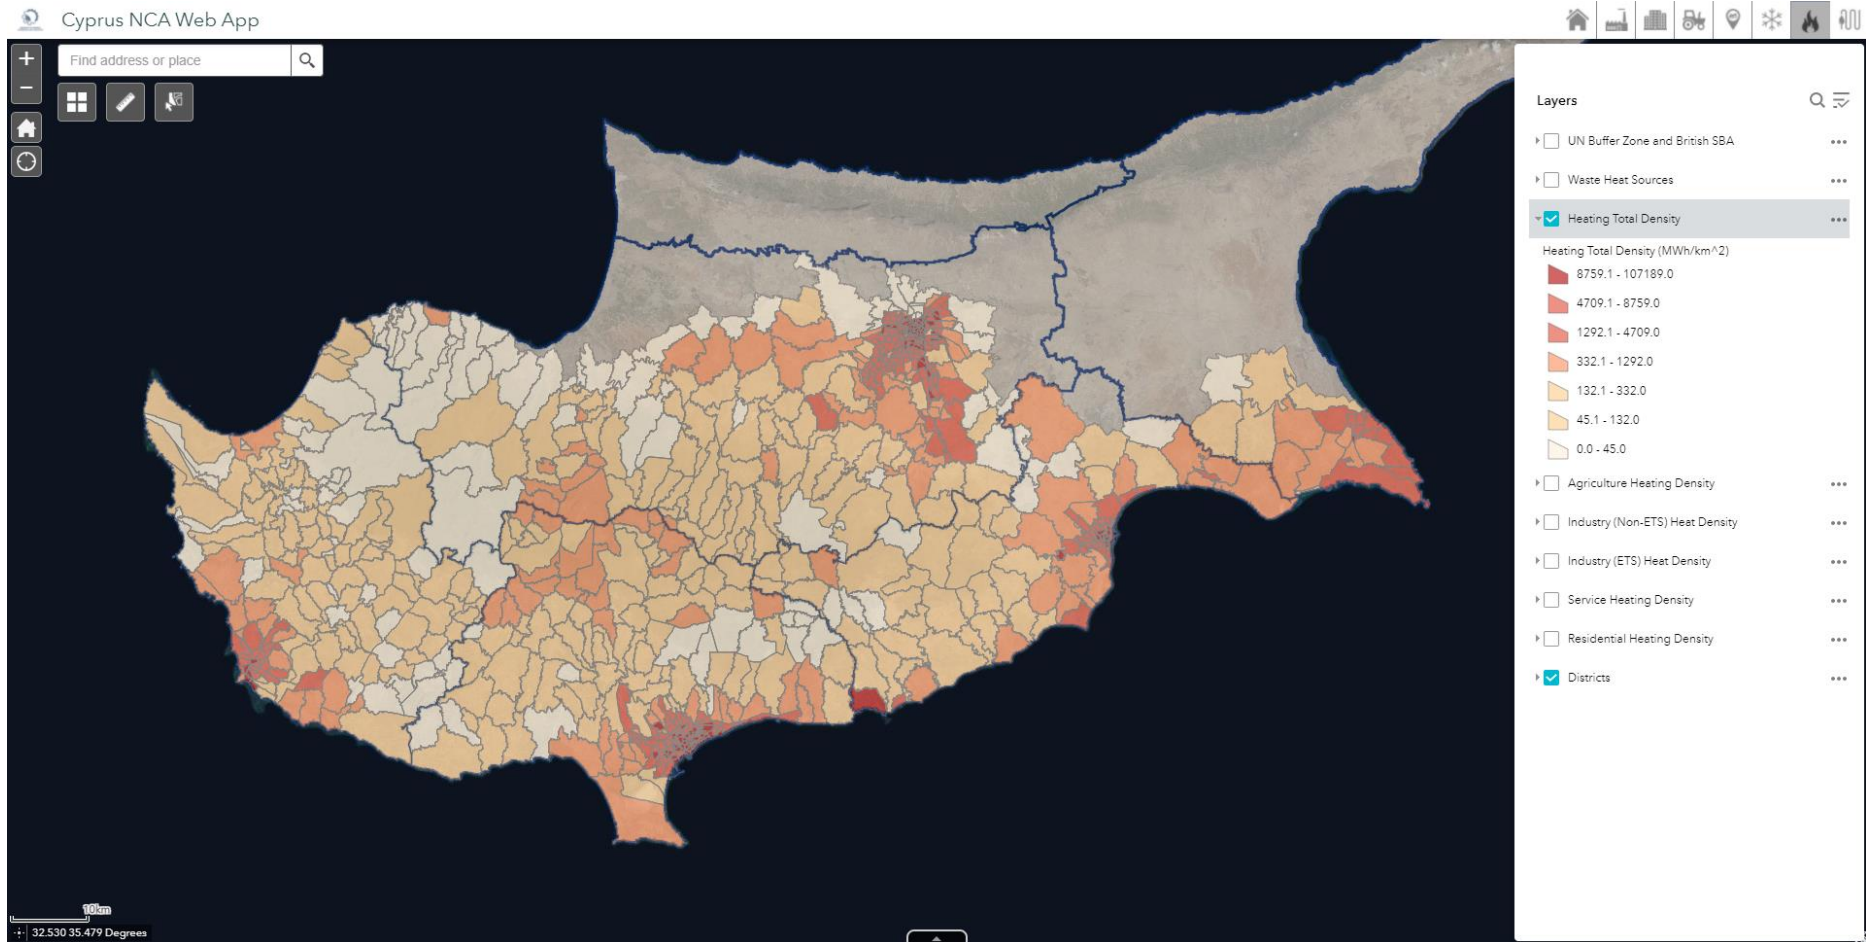 Cyprus NCA Web App
Find address or place
Layers
UN Buffer Zone and British SBA
Waste Heat Sources
Heating Total Density
Heating Total Density (MWh/km^2)
8759.1 - 107189.0
4709.1 - 8759.0
1292.1 - 4709.0
332.1 - 1292.0
132.1 - 332.0
45.1 - 132.0
0.0 - 45.0
Agriculture Heating Density
Industry (Non-ETS) Heat Density
Industry (ETS) Heat Density
Service Heating Density
Residential Heating Density
Districts
10km
32.530 35.479 Degrees